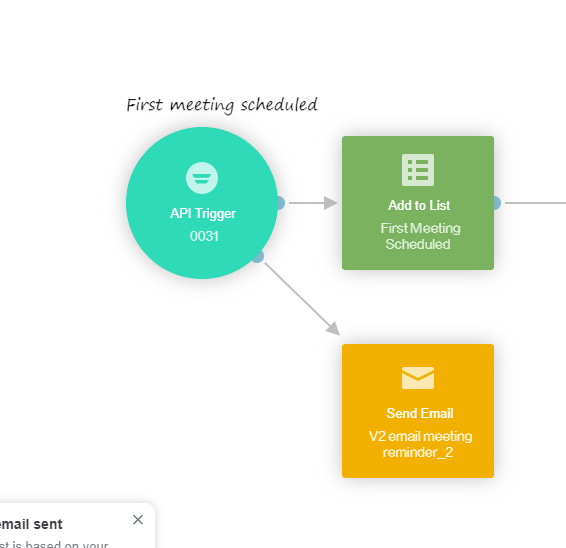 First meeting scheduled
API Trigger
0031
Add to List
First Meeting
Scheduled
Send Email
V2 email meeting
reminder_2
email sent
st is based on your